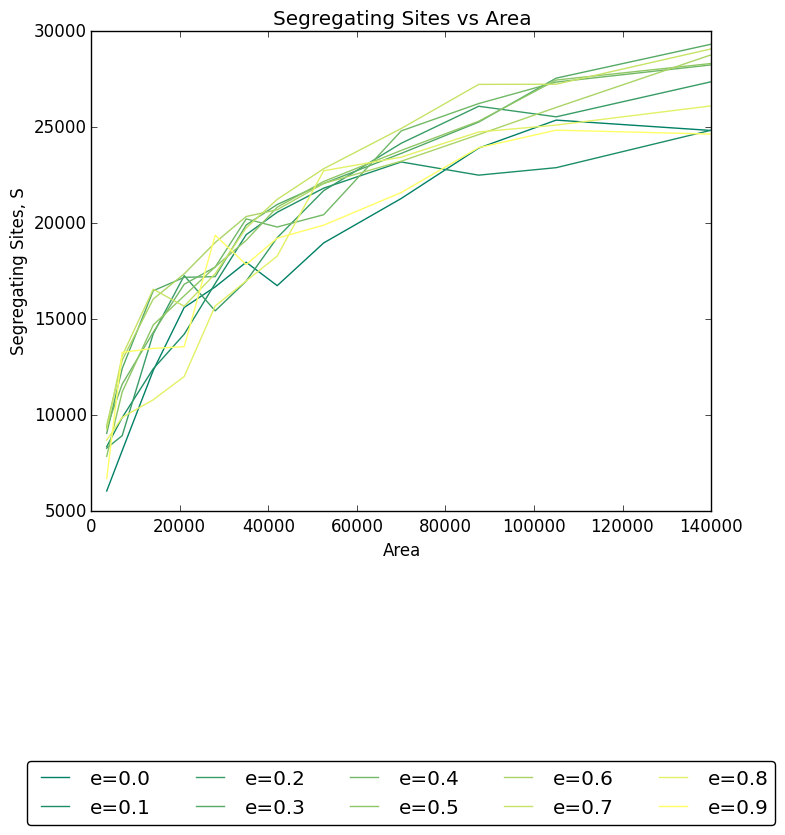 Segregating Sites vs Area
30000
25000
20000
15000
10000
5000
Segregating Sites, S
0 20000 40000 60000 80000 100000 120000 140000
Area
e=0.0 e=0.2 e=0.4 e=0.6 e=0.8
e=0.1 e=0.3 e=0.5 e=0.7 e=0.9